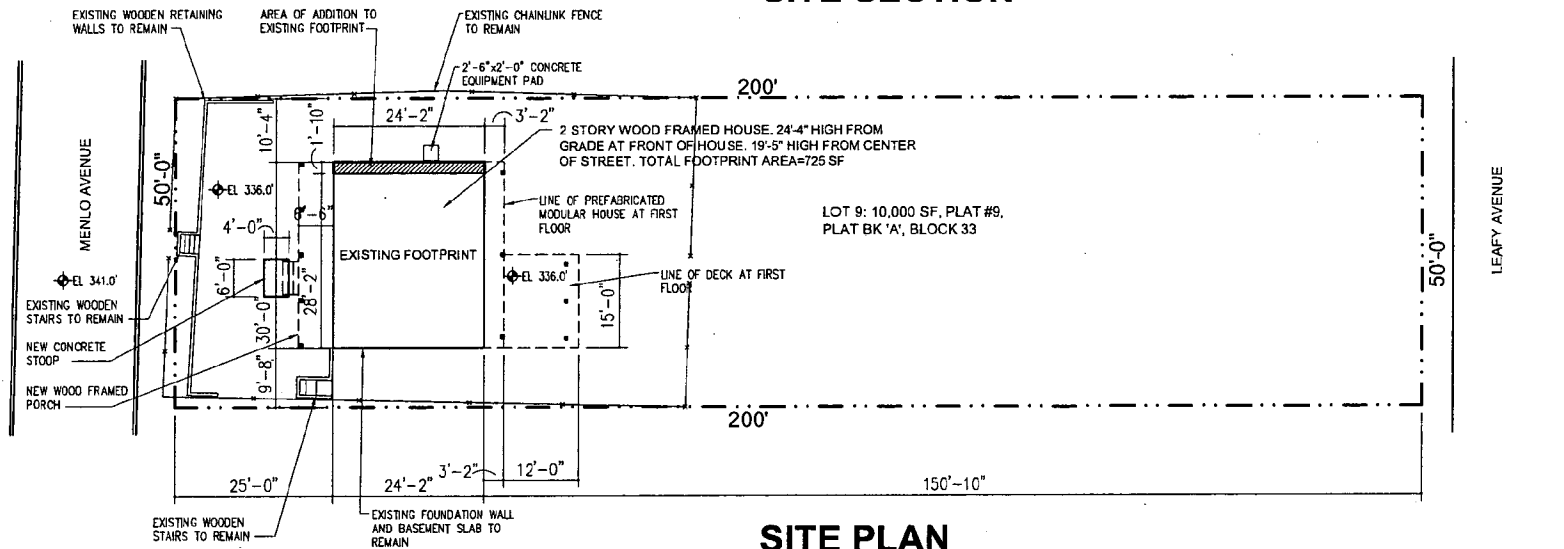 EXISTING WOODEN RETAINING
WALLS TO REMAIN
AREA OF ADDITION TO
EXISTING FOOTPRINT
EXISTING CHAINLINK FENCE
TO REMAIN
2'-6"x2'-0" CONCRETE
EQUIPMENT PAD
200'
24'-2"
3'-2"
10'-4"
1'-10"
2 STORY WOOD FRAMED HOUSE. 24'-4" HIGH FROM
GRADE AT FRONT OF HOUSE. 19'-5" HIGH FROM CENTER
OF STREET. TOTAL FOOTPRINT AREA=725 SF
MENLO AVENUE
50'-0"
EL 336.0'
LINE OF PREFABRICATED
MODULAR HOUSE AT FIRST
FLOOR
LOT 9: 10,000 SF, PLAT #9,
PLAT BK 'A', BLOCK 33
LEAFY AVENUE
4'-0"
EXISTING FOOTPRINT
EL 341.0'
6'-0"
28'-2"
30'-0"
EL 336.0'
LINE OF DECK AT FIRST
FLOOR
50'-0"
15'-0"
EXISTING WOODEN
STAIRS TO REMAIN
NEW CONCRETE
STOOP
NEW WOOD FRAMED
PORCH
9'-8"
200'
25'-0"
24'-2"
3'-2"
12'-0"
150'-10"
EXISTING WOODEN
STAIRS TO REMAIN
EXISTING FOUNDATION WALL
AND BASEMENT SLAB TO
REMAIN
SITE PLAN